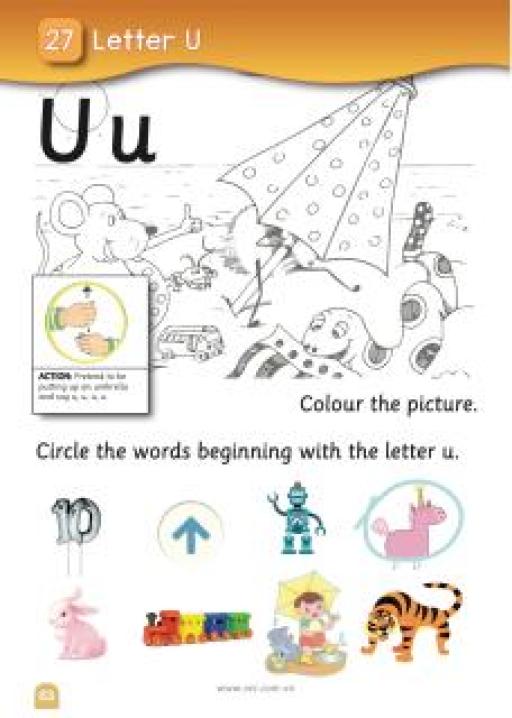 27 Letter U
U u
ACTION: Pretend to be
putting up an umbrella
and say u, u, u, u.
Colour the picture.
Circle the words beginning with the letter u.
10
63